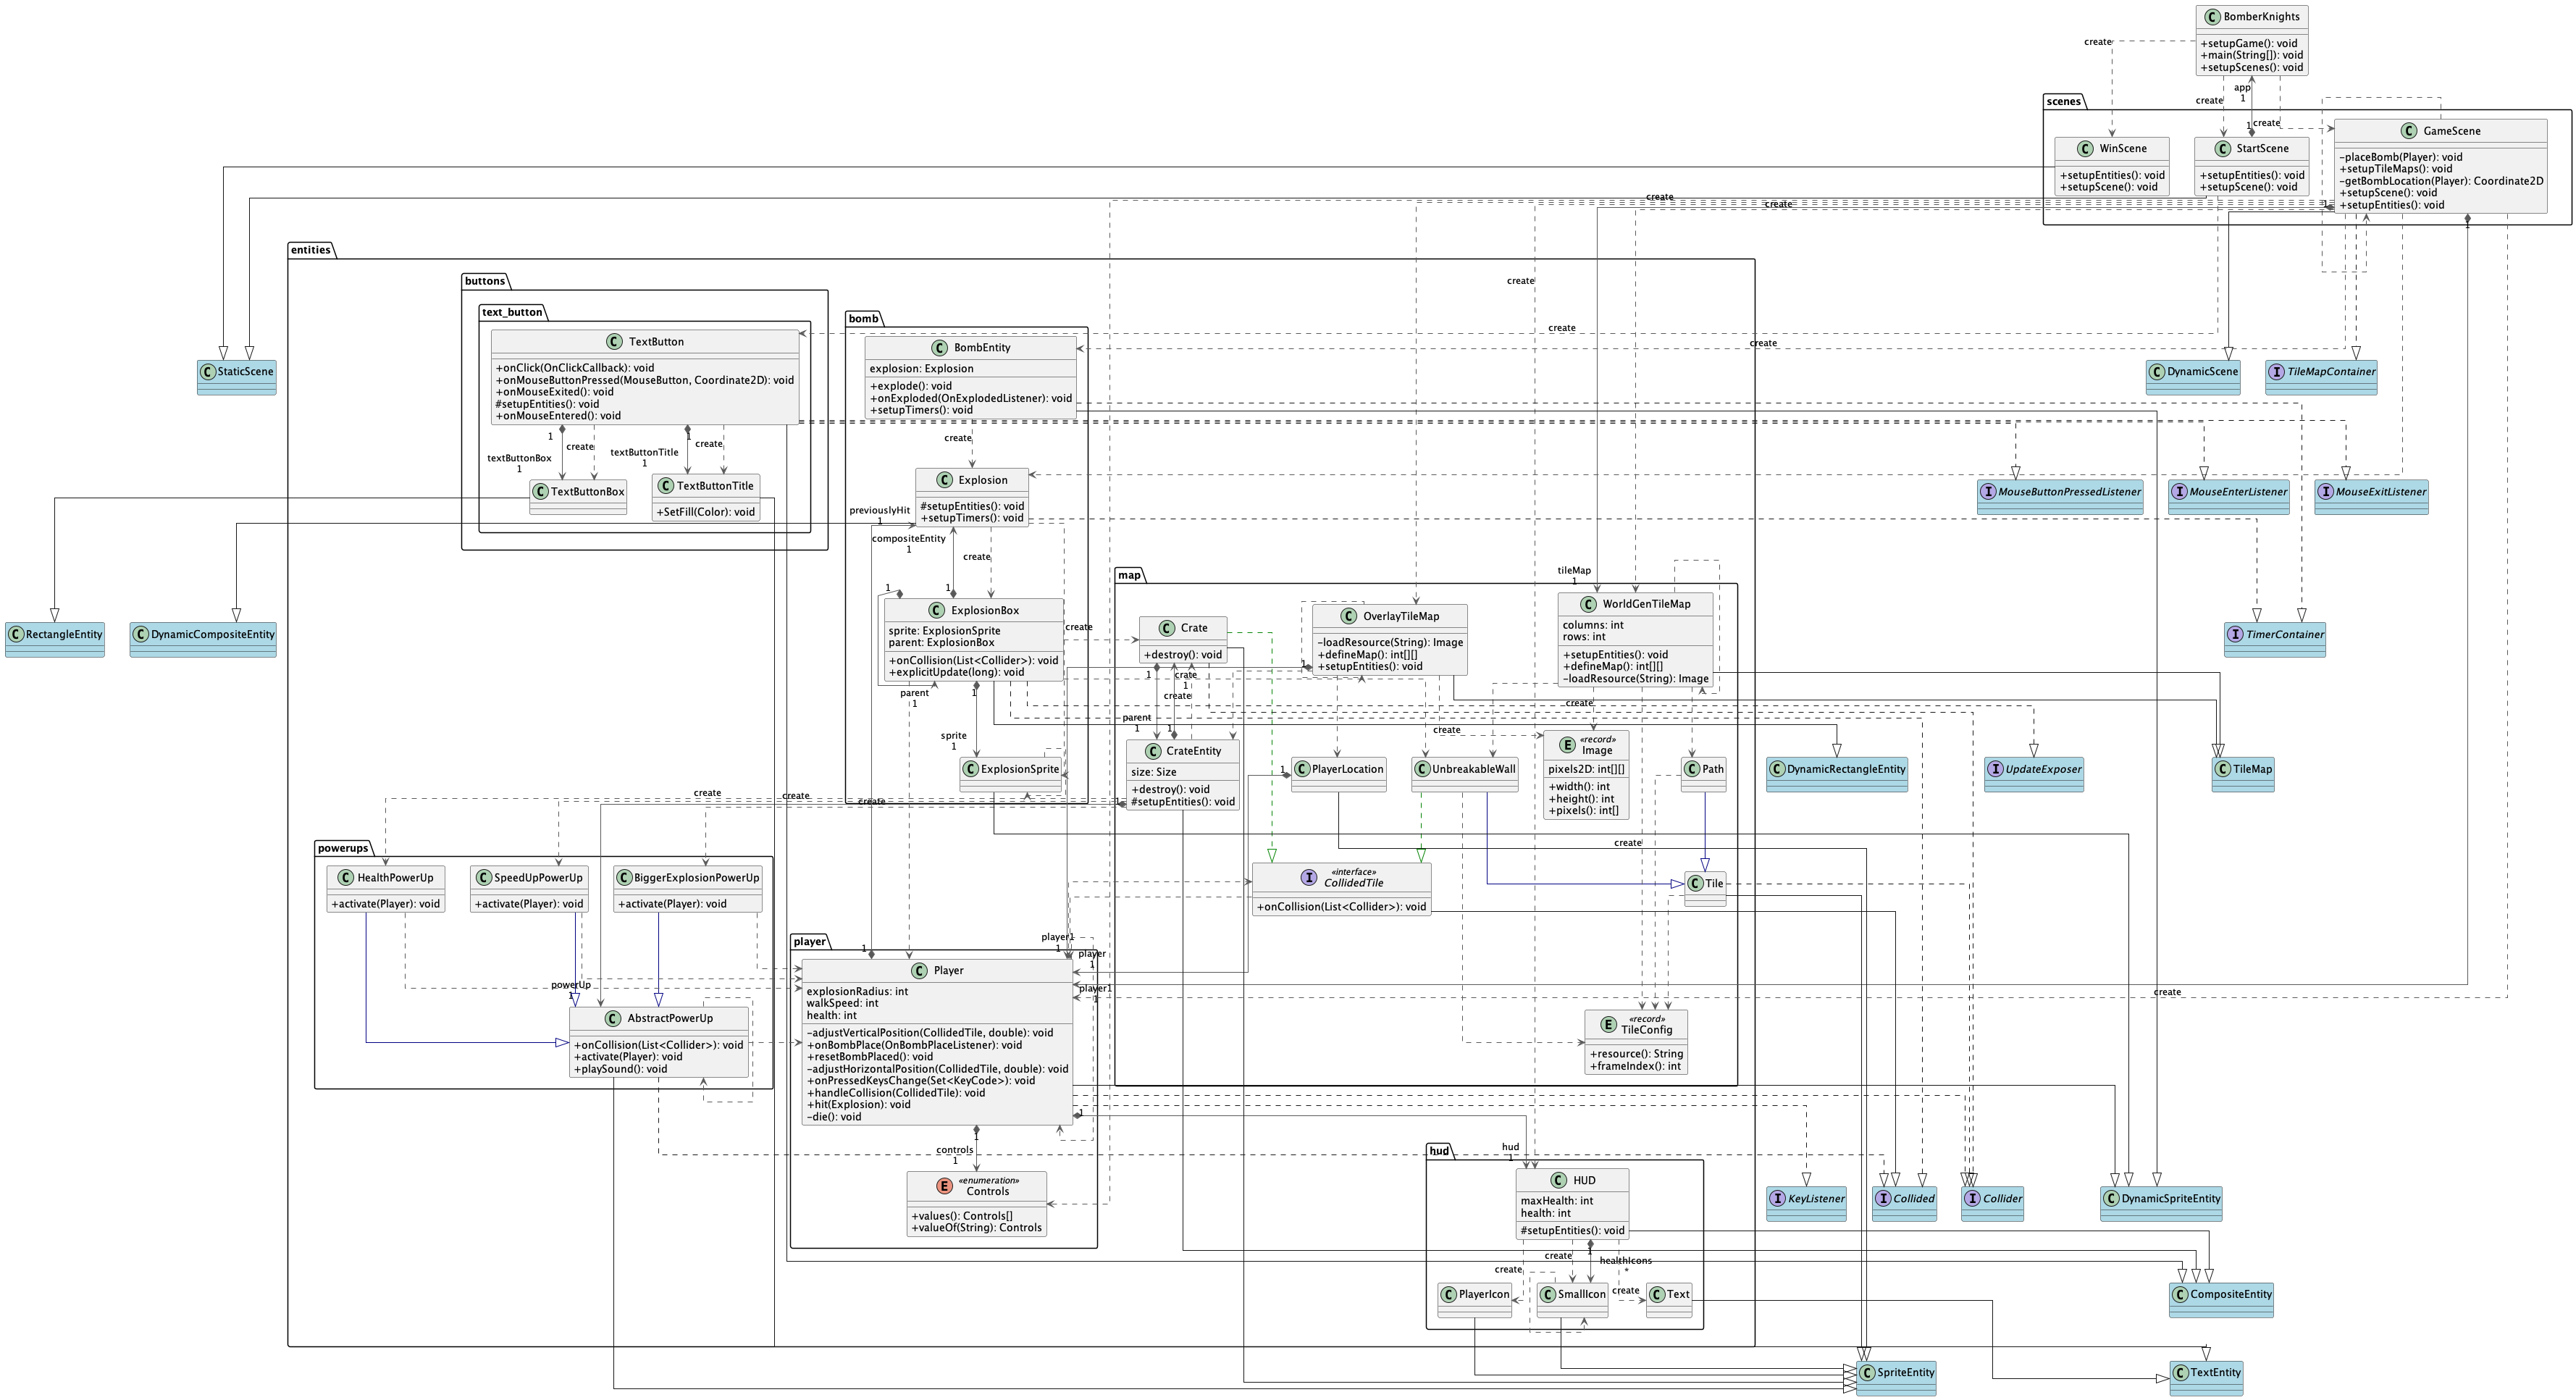 C BomberKnights
+setupGame(): void
+main(String[]): void
+setupScenes(): void
create
create
app
1
1
create
scenes
C WinScene
+setupEntities(): void
+setupScene(): void
C StartScene
+setupEntities(): void
+setupScene(): void
C GameScene
-placeBomb(Player): void
+setupTileMaps(): void
-getBombLocation(Player): Coordinate2D
+setupScene(): void
+setupEntities(): void
create
create
1
1
create
create
create
entities
buttons
text_button
C TextButton
+onClick(OnClickCallback): void
+onMouseButtonPressed(MouseButton, Coordinate2D): void
+onMouseExited(): void
#setupEntities(): void
+onMouseEntered(): void
1
create
textButtonBox
1
1
create
textButtonTitle
1
C TextButtonBox
C TextButtonTitle
+SetFill(Color): void
C StaticScene
C DynamicScene
I TileMapContainer
bomb
C BombEntity
explosion: Explosion
+explode(): void
+onExploded(OnExplodedListener): void
+setupTimers(): void
create
C Explosion
#setupEntities(): void
+setupTimers(): void
previouslyHit
1
compositeEntity
1
create
1
1
C ExplosionBox
sprite: ExplosionSprite
parent: ExplosionBox
+onCollision(List<Collider>): void
+explicitUpdate(long): void
parent
1
1
sprite
1
create
C ExplosionSprite
I MouseButtonPressedListener
I MouseEnterListener
I MouseExitListener
C RectangleEntity
C DynamicCompositeEntity
I TimerContainer
map
tileMap
1
C Crate
+destroy(): void
1
crate
1
create
parent
1
1
C OverlayTileMap
-loadResource(String): Image
+defineMap(): int[][]
+setupEntities(): void
1
C WorldGenTileMap
columns: int
rows: int
+setupEntities(): void
+defineMap(): int[][]
-loadResource(String): Image
create
create
C CrateEntity
size: Size
+destroy(): void
#setupEntities(): void
1
C PlayerLocation
1
C UnbreakableWall
E «record»
Image
pixels2D: int[][]
+width(): int
+height(): int
+pixels(): int[]
C Path
C DynamicRectangleEntity
I UpdateExposer
C TileMap
create
create
create
create
I «interface»
CollidedTile
+onCollision(List<Collider>): void
C Tile
E «record»
TileConfig
+resource(): String
+frameIndex(): int
powerups
C HealthPowerUp
+activate(Player): void
C SpeedUpPowerUp
+activate(Player): void
C BiggerExplosionPowerUp
+activate(Player): void
powerUp
1
C AbstractPowerUp
+onCollision(List<Collider>): void
+activate(Player): void
+playSound(): void
player
1
player1
1
player
1
player1
1
create
C Player
explosionRadius: int
walkSpeed: int
health: int
-adjustVerticalPosition(CollidedTile, double): void
+onBombPlace(OnBombPlaceListener): void
+resetBombPlaced(): void
-adjustHorizontalPosition(CollidedTile, double): void
+onPressedKeysChange(Set<KeyCode>): void
+handleCollision(CollidedTile): void
+hit(Explosion): void
-die(): void
1
1
controls
1
E «enumeration»
Controls
+values(): Controls[]
+valueOf(String): Controls
hud
hud
1
C HUD
maxHealth: int
health: int
#setupEntities(): void
create
create
1
healthIcons
*
create
C PlayerIcon
C SmallIcon
C Text
I KeyListener
I Collided
I Collider
C DynamicSpriteEntity
C CompositeEntity
C SpriteEntity
C TextEntity